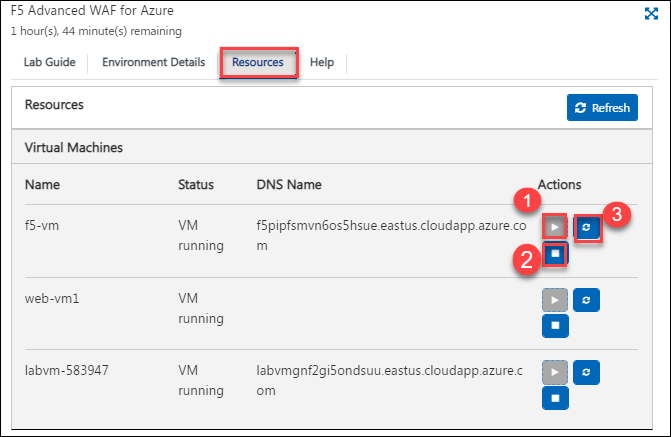 F5 Advanced WAF for Azure
1 hour(s), 44 minute(s) remaining
Lab Guide Environment Details Resources Help
Resources Refresh
Virtual Machines
Name Status DNS Name Actions
1 3
f5-vm VM f5pipfsmvn6os5hsue.eastus.cloudapp.azure.co
running m
2
web-vm1 VM
running
labvm-583947 VM labvmgnf2gi5ondsuu.eastus.cloudapp.azure.c
running om